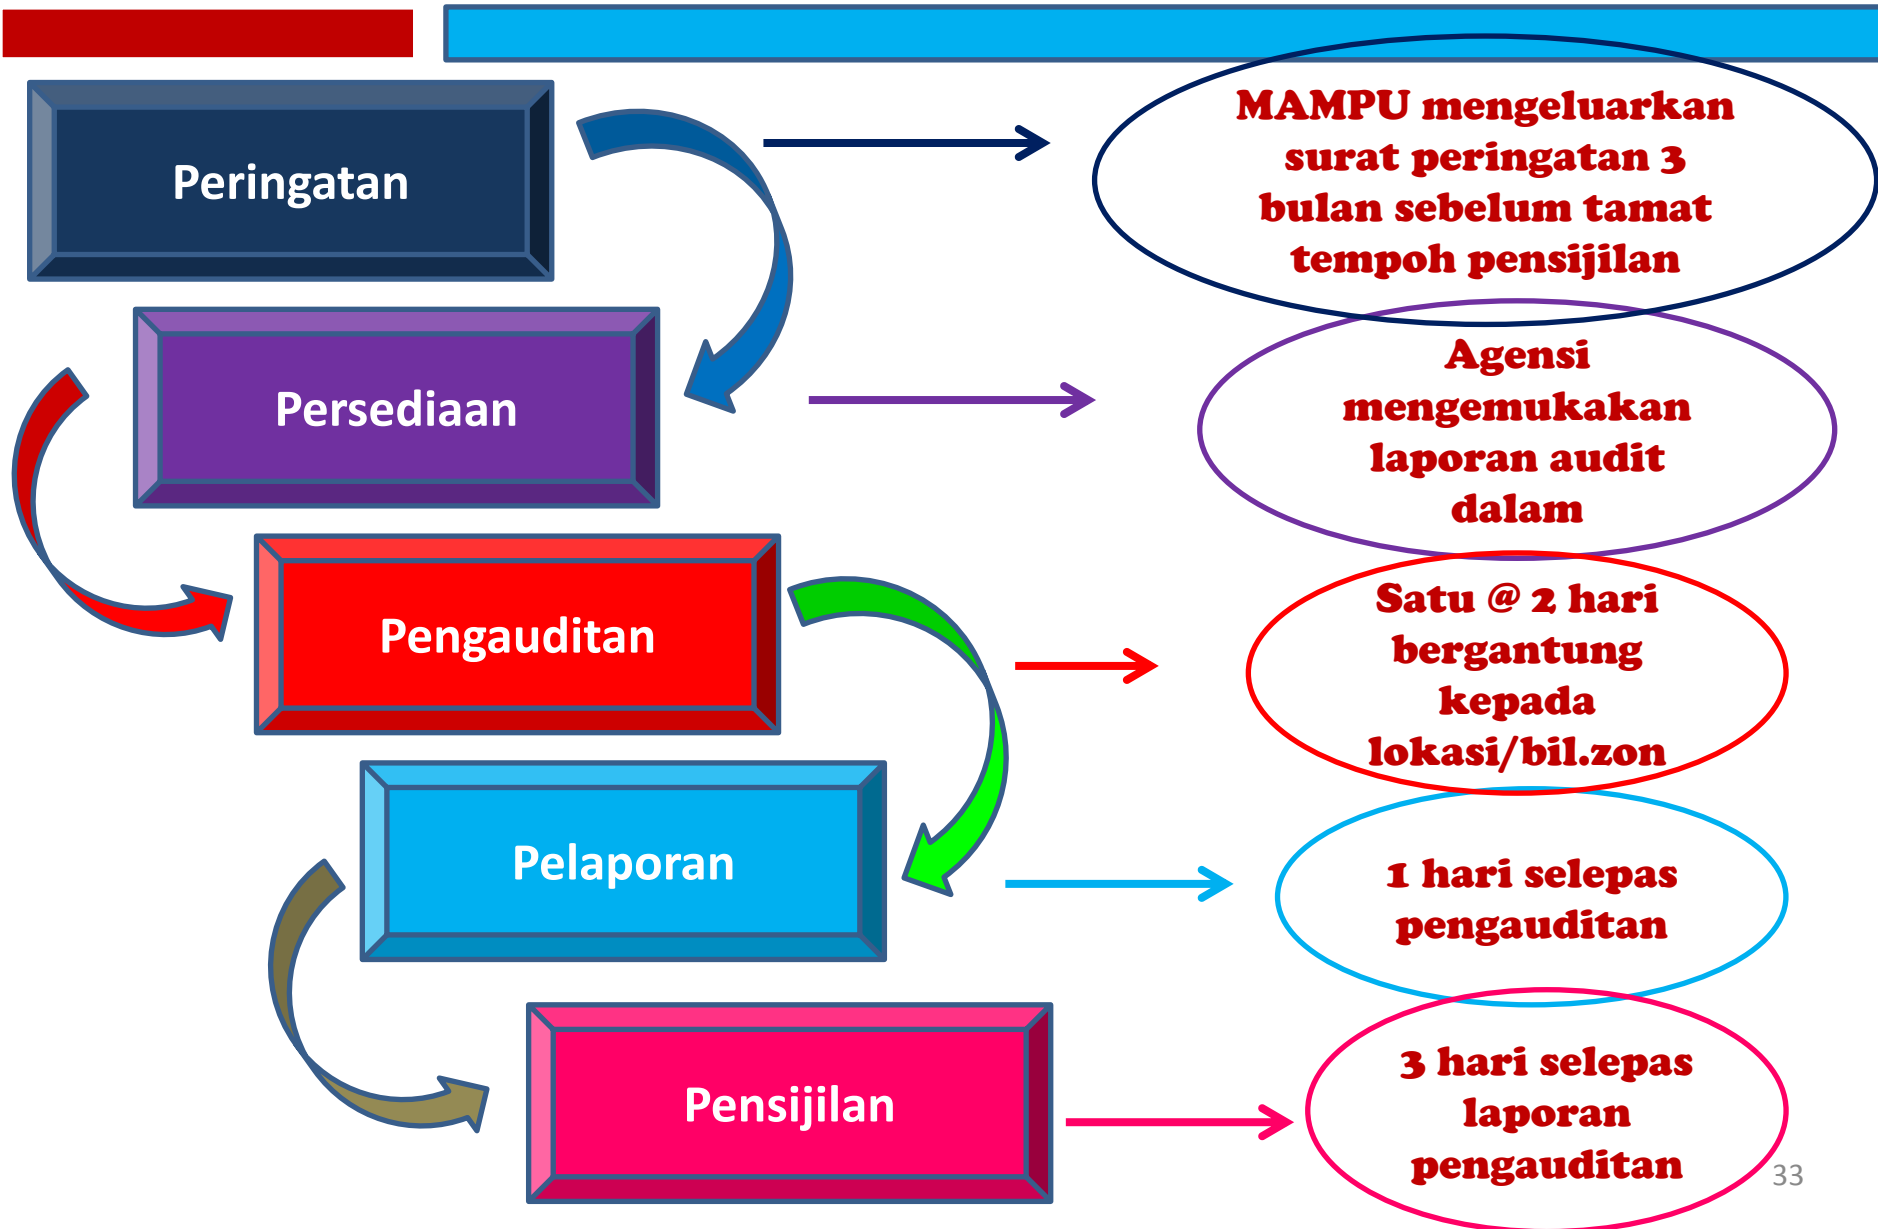 Peringatan
MAMPU mengeluarkan
surat peringatan 3
bulan sebelum tamat
tempoh pensijilan
Persediaan
Agensi
mengemukakan
laporan audit
dalam
Pengauditan
Satu @ 2 hari
bergantung
kepada
lokasi/bil.zon
Pelaporan
1 hari selepas
pengauditan
Pensijilan
3 hari selepas
laporan
pengauditan
33